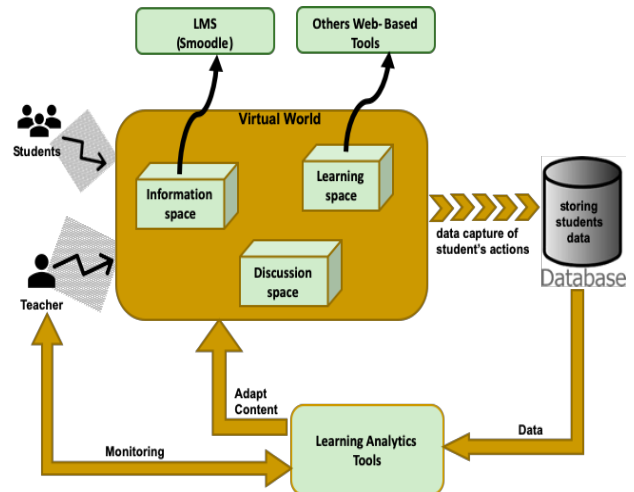 LMS
(Smoodle)
Others Web- Based
Tools
Virtual World
Students
Information
space
Learning
space
storing
students
data
data capture of
student's actions
Database
Discussion
space
Teacher
Adapt
Content
Learning Analytics
Tools
Data
Monitoring